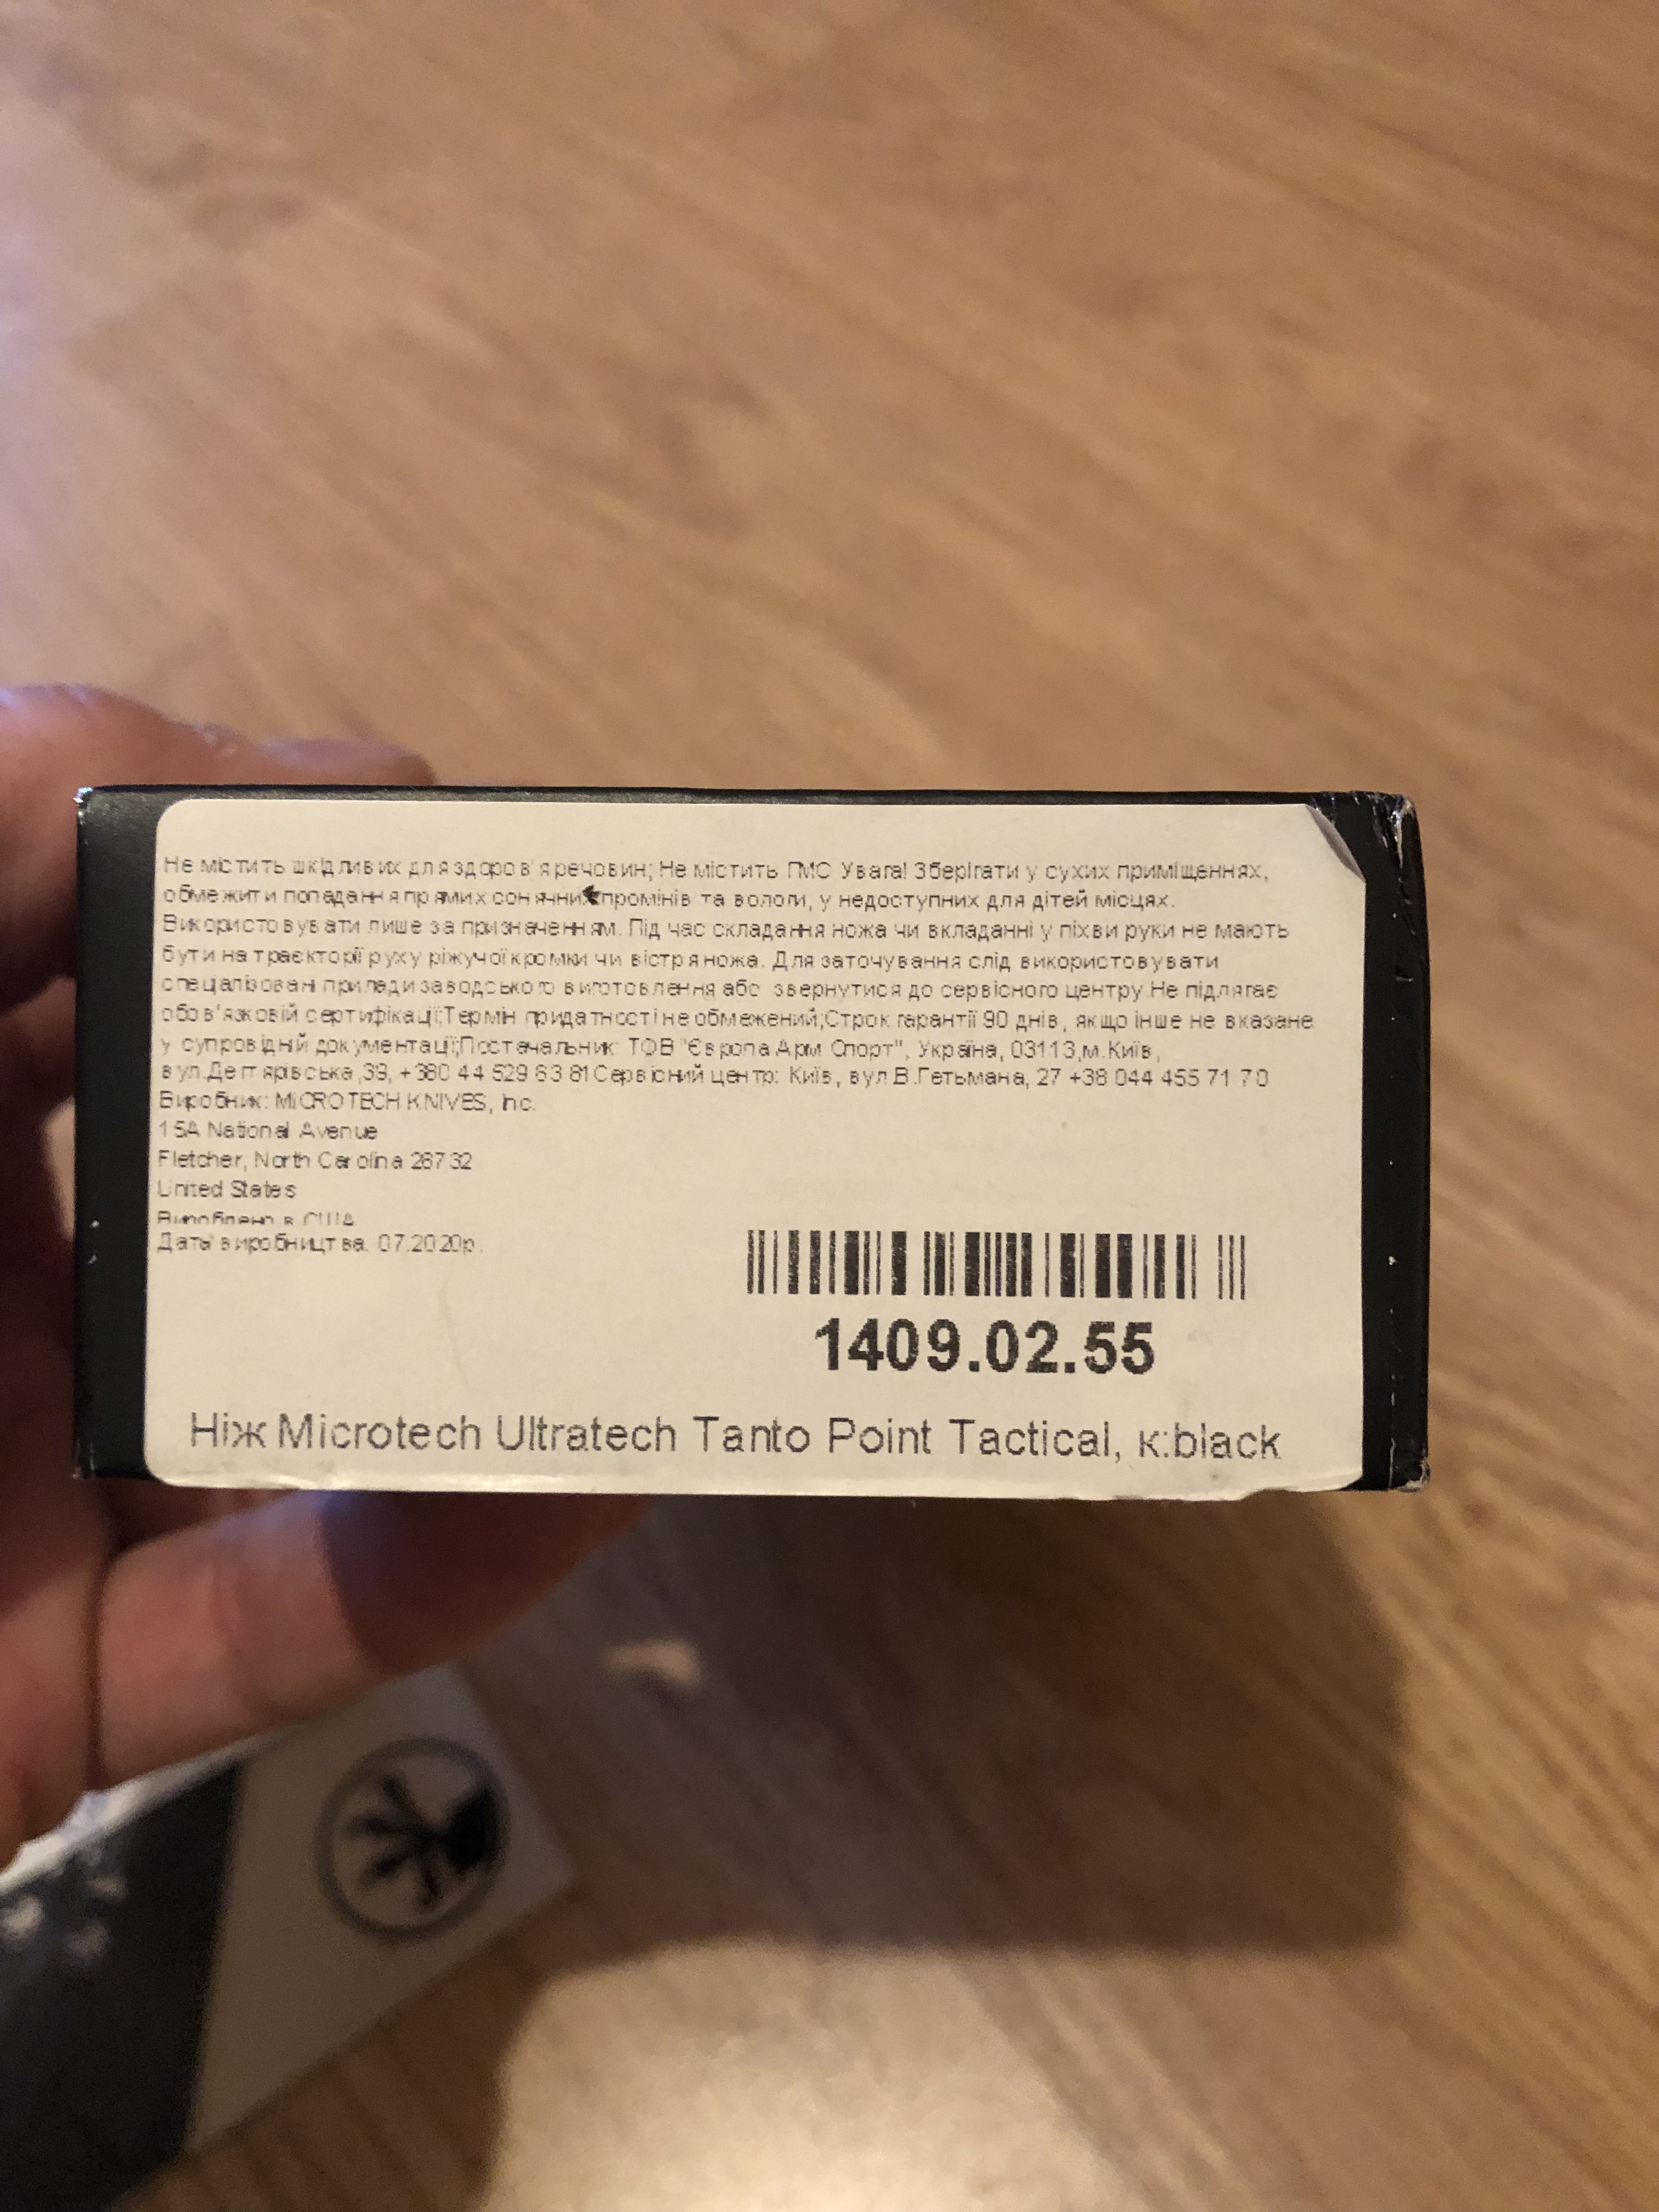 Не містить шкідливих для здоров'я речовин; Не містить ГМС Увага! Зберігати у сухих приміщеннях,
обмежити попадання прямих сонячних промінів та вологи, у недоступних для дітей місцях.
Використовувати лише за призначенням. Під час складання ножа чи вкладанні у піхви руки не мають
бути на траєкторії руху ріжучої кромки чи вістря ножа. Для заточування слід використовувати
спеціалізовані прилади заводського виготовлення або звернутися до сервісного центру.Не підлягає
обов'язковій сертифікації;Термін придатності не обмежений;Строк гарантії 90 днів, якщо інше не вказане
у супровідній документації;Постачальник: ТОВ "Європа Арм Спорт", Україна, 03113,м.Київ,
вул.Дегтярівська,39, +380 44 529 63 81 Сервісний центр: Київ, вул.В.Гетьмана, 27 +38 044 455 71 70
Виробник: MICROTECH KNIVES, Inc.
15A National Avenue
Fletcher, North Carolina 28732
United States
Вироблено в США
Дата виробництва: 07.2020р.
1409.02.55
Ніж Microtech Ultratech Tanto Point Tactical, к:black